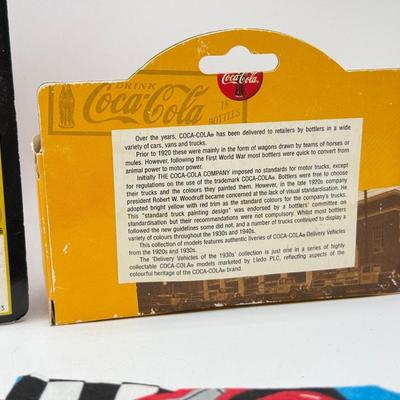 DRINK
Coca-Cola
IN
BOTTLES
Coca-Cola
Over the years, COCA-COLA® has been delivered to retailers by bottlers in a wide
variety of cars, vans and trucks.
Prior to 1920 these were mainly in the form of wagons drawn by teams of horses or
mules. However, following the First World War most bottlers were quick to convert from
animal power to motor power.
Initially THE COCA-COLA COMPANY imposed no standards for motor trucks, except
for regulations on the use of the trademark COCA-COLA®. Bottlers were free to choose
their trucks and the colours they painted them. However, in the late 1920s company
president Robert W. Woodruff became concerned at the lack of visual standardisation. He
adopted bright yellow with red trim as the standard colours for the company's trucks.
This "standard truck painting design" was endorsed by a bottlers' committee on
standardisation but their recommendations were not compulsory! Whilst most bottlers
followed the new guidelines some did not, and a number of trucks continued to display a
variety of colours throughout the 1930s and 1940s.
This collection of models features authentic liveries of COCA-COLA® Delivery Vehicles
from the 1920s and 1930s.
The 'Delivery Vehicles of the 1930s' collection is just one in a series of highly
collectable COCA-COLA® models marketed by Lledo PLC, reflecting aspects of the
colourful heritage of the COCA-COLA® brand.